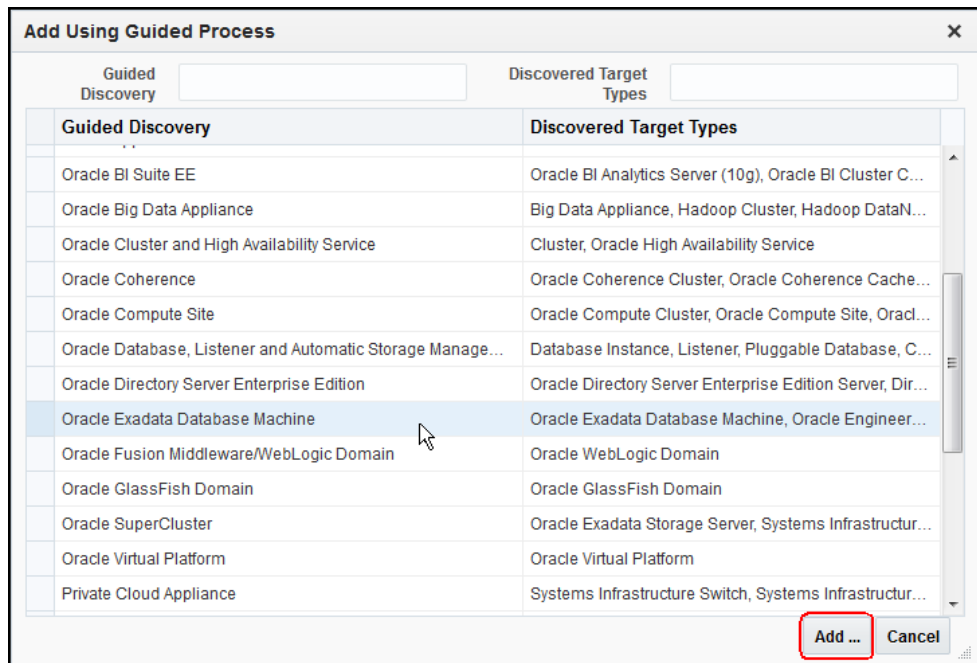 Add Using Guided Process
Guided Discovery
Discovered Target Types
Guided Discovery Discovered Target Types
Oracle BI Suite EE Oracle BI Analytics Server (10g), Oracle BI Cluster C...
Oracle Big Data Appliance Big Data Appliance, Hadoop Cluster, Hadoop DataN...
Oracle Cluster and High Availability Service Cluster, Oracle High Availability Service
Oracle Coherence Oracle Coherence Cluster, Oracle Coherence Cache...
Oracle Compute Site Oracle Compute Cluster, Oracle Compute Site, Oracl...
Oracle Database, Listener and Automatic Storage Manage... Database Instance, Listener, Pluggable Database, C...
Oracle Directory Server Enterprise Edition Oracle Directory Server Enterprise Edition Server, Dir...
Oracle Exadata Database Machine Oracle Exadata Database Machine, Oracle Engineer...
Oracle Fusion Middleware/WebLogic Domain Oracle WebLogic Domain
Oracle GlassFish Domain Oracle GlassFish Domain
Oracle SuperCluster Oracle Exadata Storage Server, Systems Infrastructur...
Oracle Virtual Platform Oracle Virtual Platform
Private Cloud Appliance Systems Infrastructure Switch, Systems Infrastructur...
Add ... Cancel